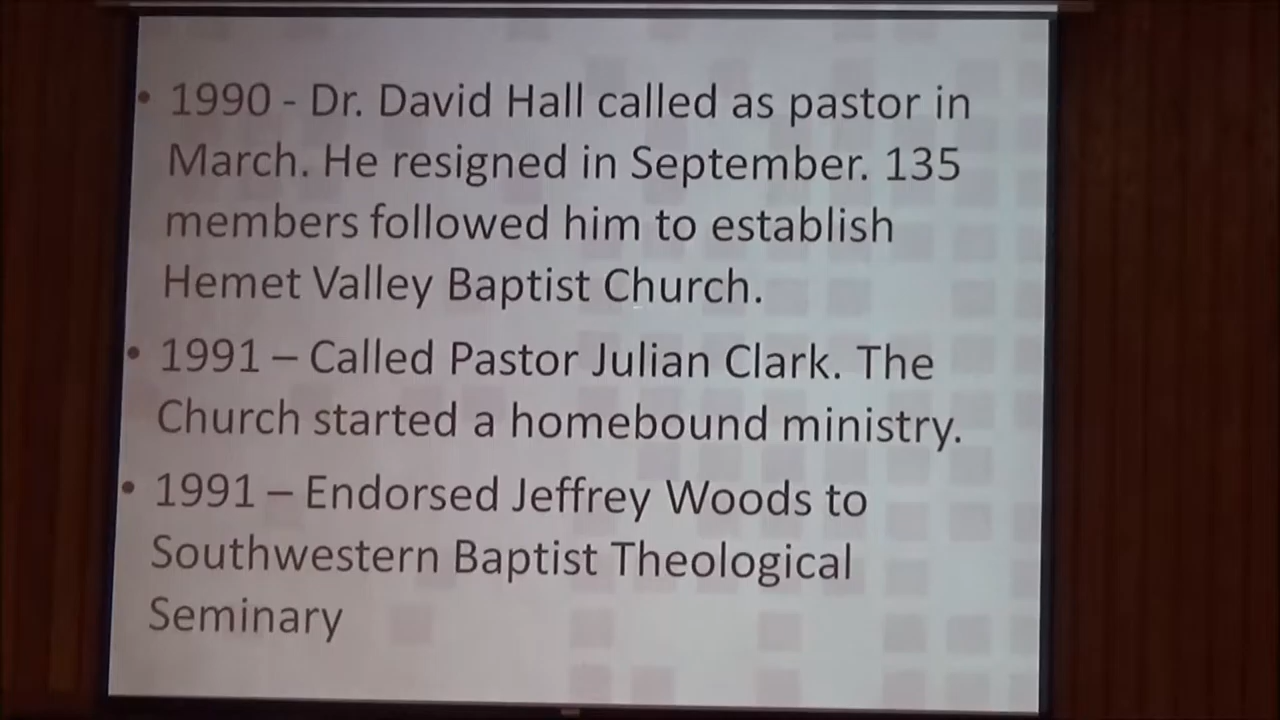 • 1990 - Dr. David Hall called as pastor in
March. He resigned in September. 135
members followed him to establish
Hemet Valley Baptist Church.
• 1991 – Called Pastor Julian Clark. The
Church started a homebound ministry.
• 1991 – Endorsed Jeffrey Woods to
Southwestern Baptist Theological
Seminary